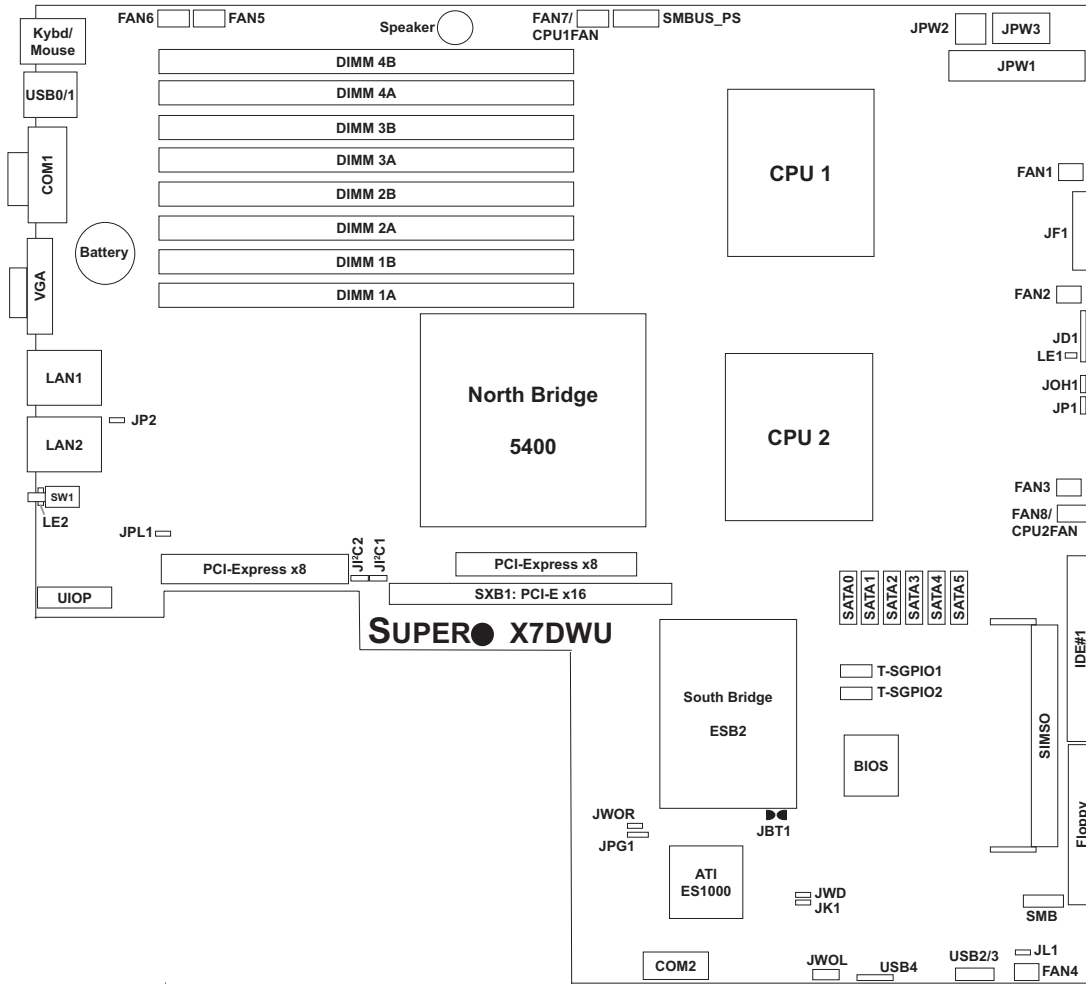 FAN6
FAN5
Speaker
FAN7/
CPU1FAN
SMBUS_PS
JPW2
JPW3
JPW1
Kybd/
Mouse
USB0/1
COM1
VGA
Battery
DIMM 4B
DIMM 4A
DIMM 3B
DIMM 3A
DIMM 2B
DIMM 2A
DIMM 1B
DIMM 1A
CPU 1
FAN1
JF1
FAN2
JD1
LE1
JOH1
JP1
LAN1
JP2
LAN2
North Bridge
5400
CPU 2
SW1
LE2
FAN3
FAN8/
CPU2FAN
JPL1
PCI-Express x8
JI²C2
JI²C1
PCI-Express x8
UIOP
SXB1: PCI-E x16
SATA0
SATA1
SATA2
SATA3
SATA4
SATA5
SUPER● X7DWU
IDE#1
South Bridge
ESB2
T-SGPIO1
T-SGPIO2
SIMSO
BIOS
Floppy
JWOR
JPG1
JBT1
ATI
ES1000
JWD
JK1
SMB
COM2
JWOL
USB4
USB2/3
JL1
FAN4